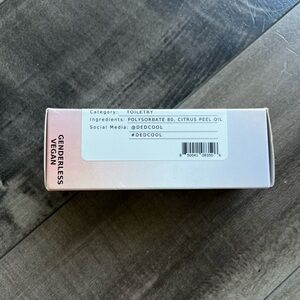 Category: TOILETRY
Ingredients: POLYSORBATE 80, CITRUS PEEL OIL
Social Media: @DEDCOOL
#DEDCOOL
GENDERLESS
VEGAN